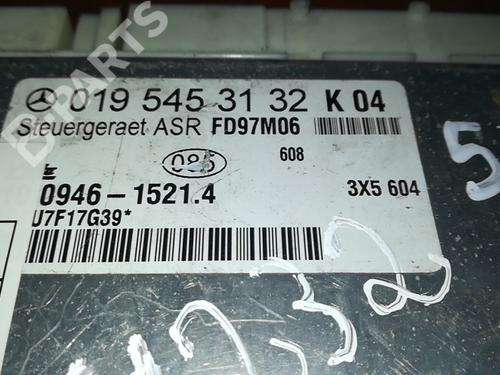 B-PARTS
019 545 31 32 K 04
Steuergeraet ASR FD97M06
085
608
0946-1521.4
3X5 604
U7F17G39*
5